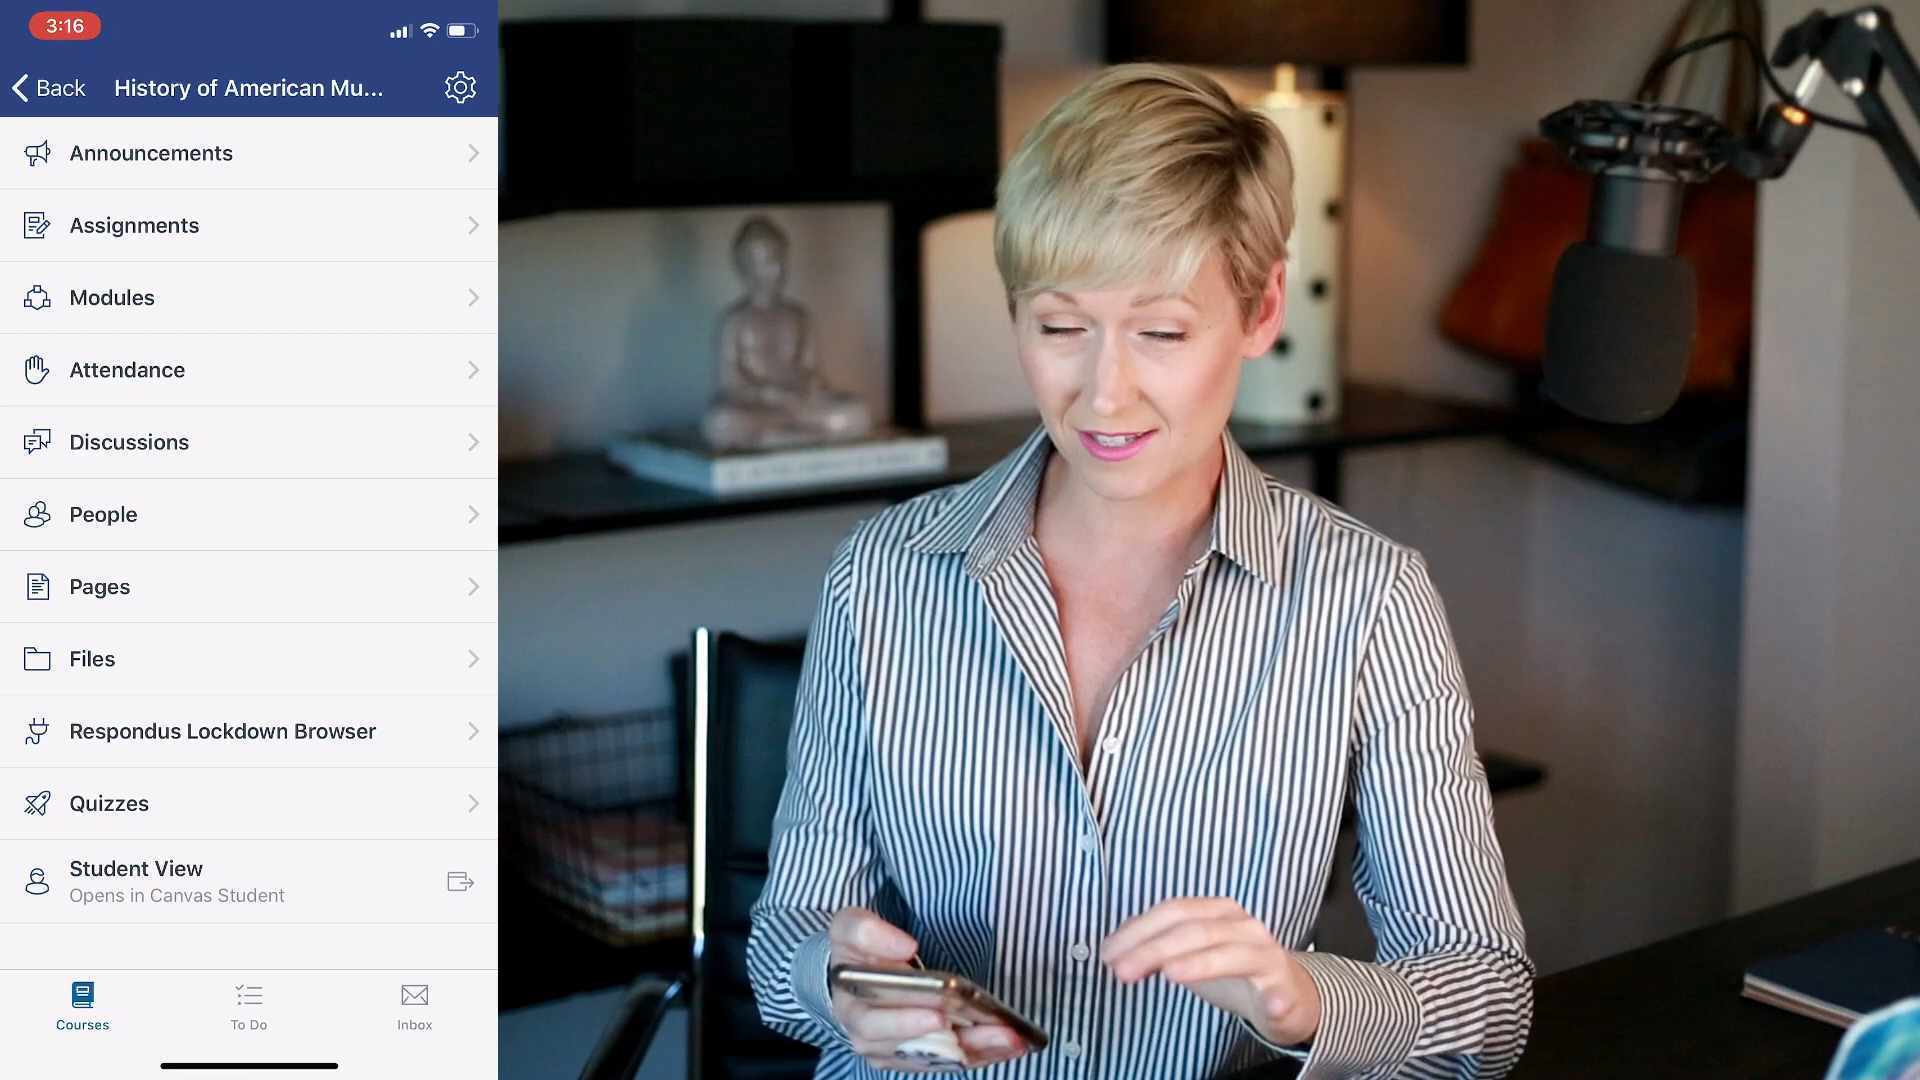 3:16
Back
History of American Mu...
Announcements
Assignments
Modules
Attendance
Discussions
People
Pages
Files
Respondus Lockdown Browser
Quizzes
Student View
Opens in Canvas Student
Courses
To Do
Inbox